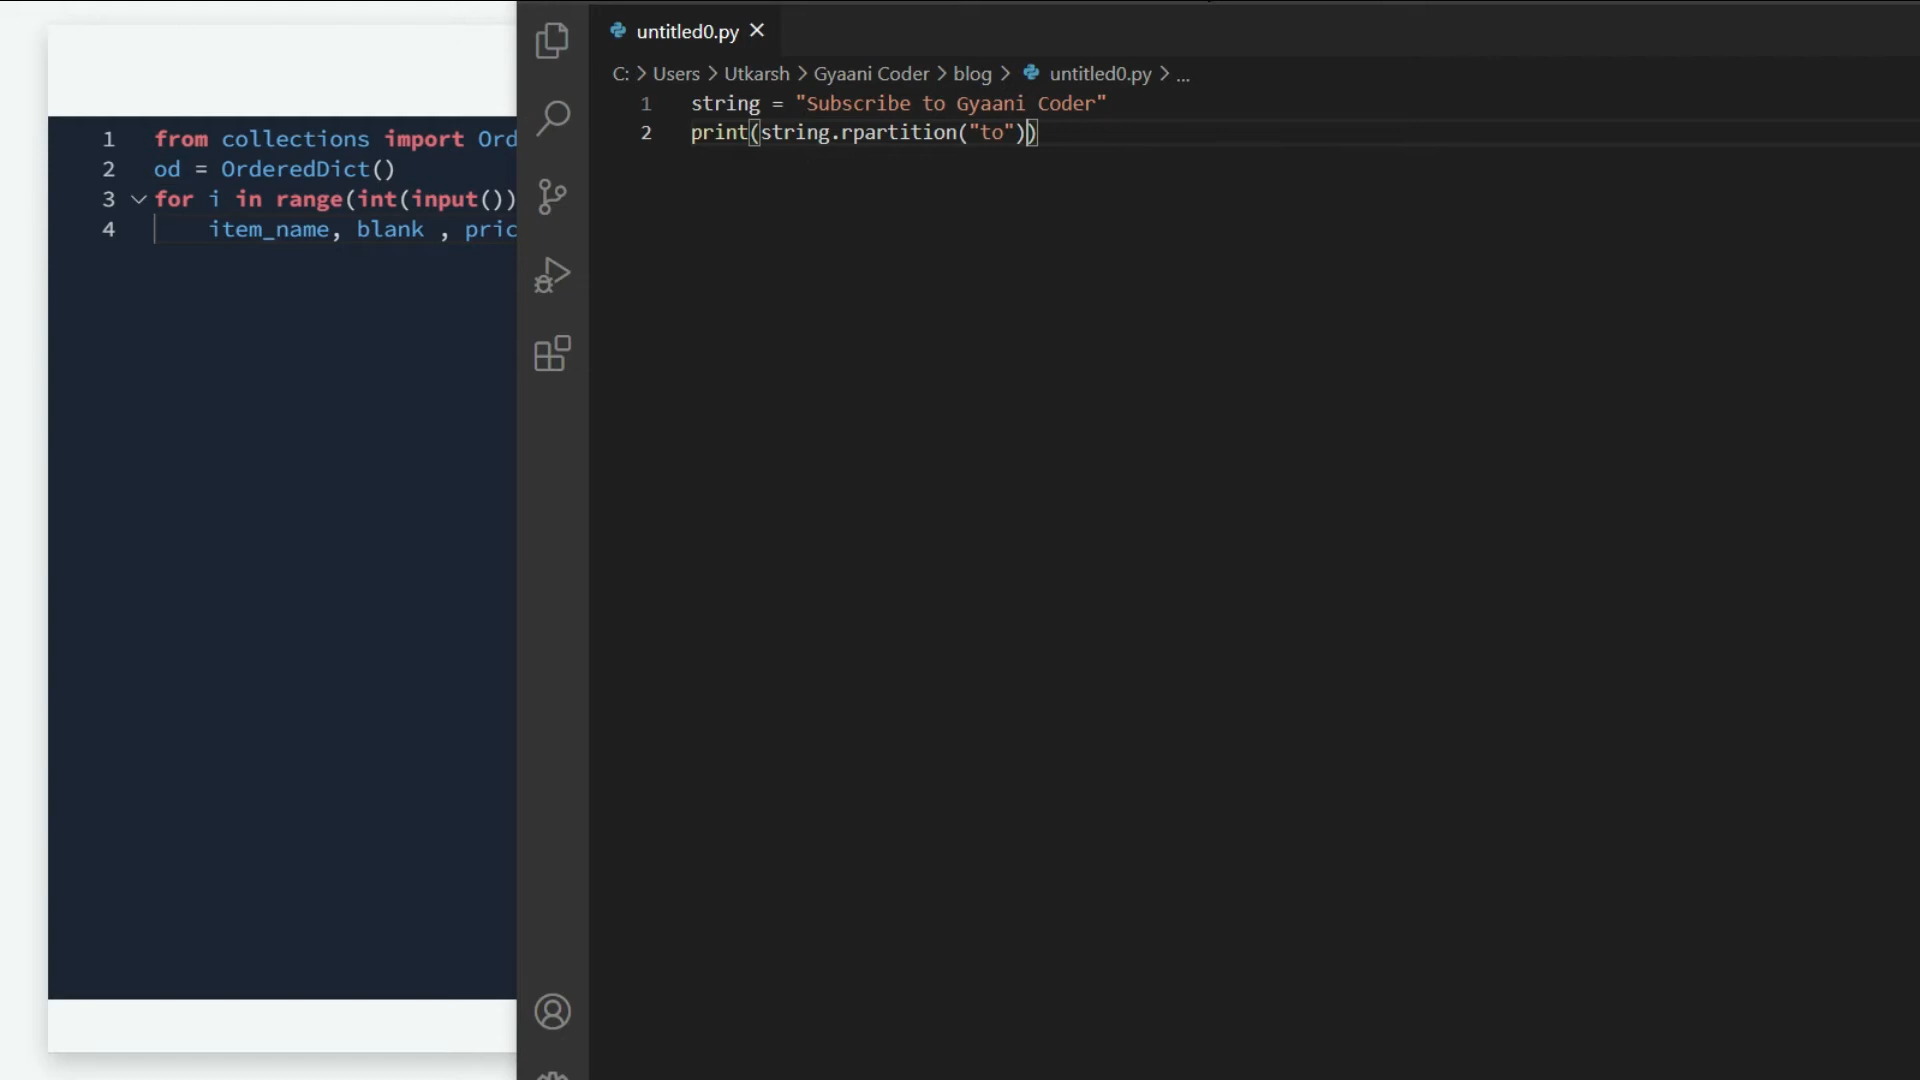 1 from collections import Ord
2 od = OrderedDict()
3 for i in range(int(input())
4 item_name, blank , pric
untitled0.py
C: > Users > Utkarsh > Gyaani Coder > blog > untitled0.py > ...
1 string = "Subscribe to Gyaani Coder"
2 print(string.rpartition("to"))